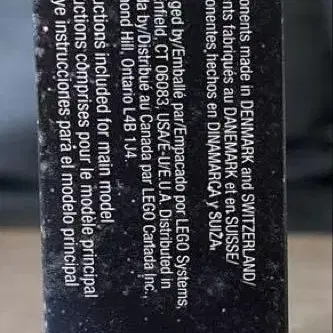 ponents made in DENMARK and SWITZERLAND/
nts fabriqués au DANEMARK et en SUISSE/
onentes hechos en DINAMARCA y SUIZA.
ged by/Emballé par/Empacado por LEGO Systems,
nfield, CT 06083, USA/É-U/E.U.A. Distributed in
da by/Distribué au Canada par LEGO Canada Inc.,
mond Hill, Ontario L4B 1J4.
uctions included for main model
uctions comprises pour le modèle principal
ye instrucciones para el modelo principal